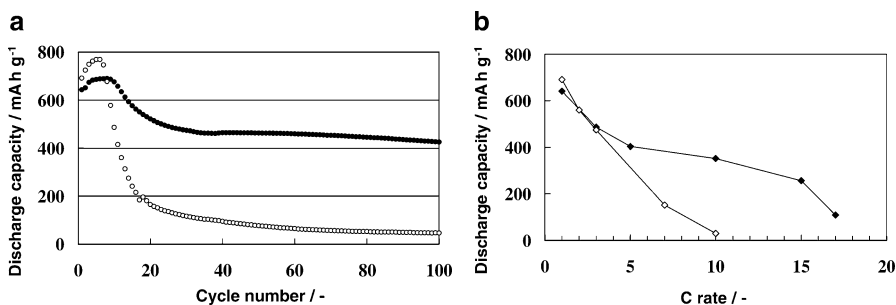 a
Discharge capacity / mA h g⁻¹
800
600
400
200
0
0 20 40 60 80 100
Cycle number / -
b
Discharge capacity / mA h g⁻¹
800
600
400
200
0
0 5 10 15 20
C rate / -